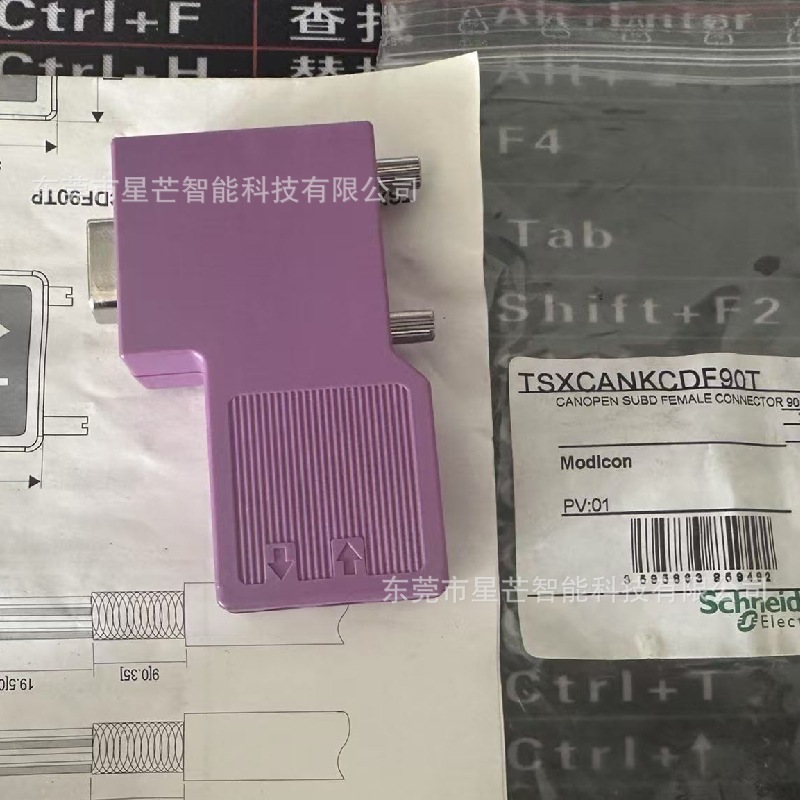 Ctrl+F 查找
Ctrl+H
F4
Tab
Shift+F2
东莞市星芒智能科技有限公司
DF90TP
TSXCANKCDF90T
CANOPEN SUBD FEMALE CONNECTOR 90
Modicon
PV:01
Schneid
Elect
东莞市星芒智能科技有限公司
19.5[0
9[0.35]
Ctrl+T
Ctrl+↑